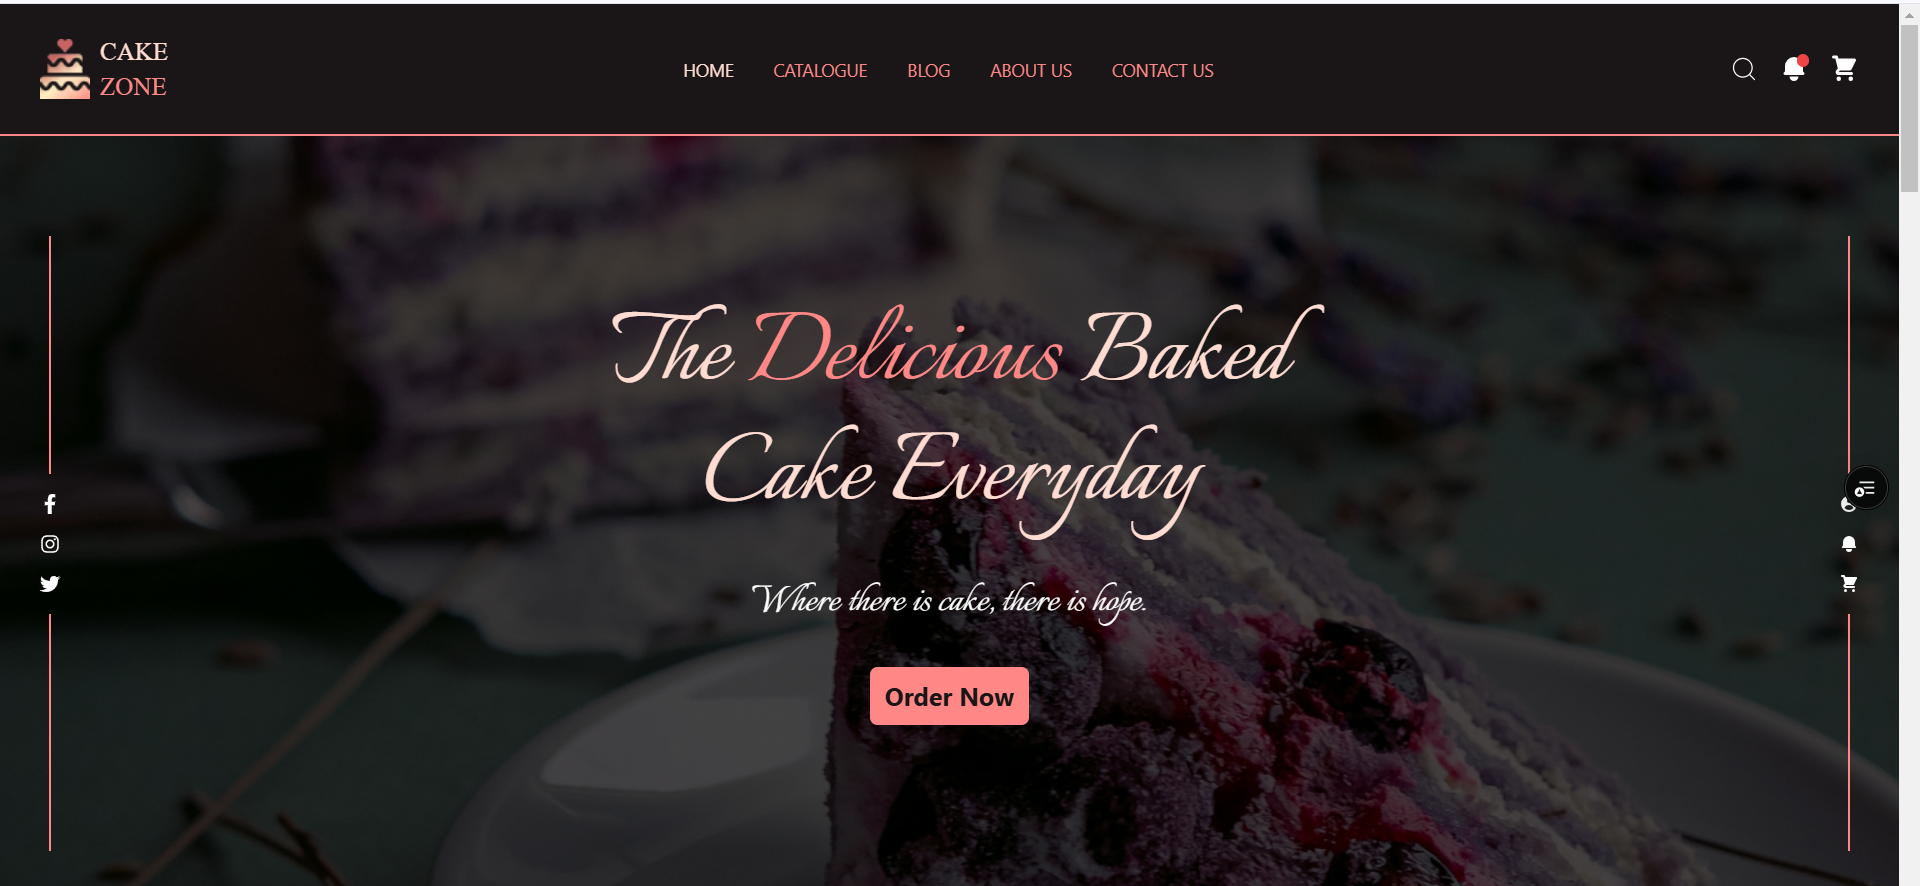 CAKE
ZONE
HOME CATALOGUE BLOG ABOUT US CONTACT US
The Delicious Baked
Cake Everyday
Where there is cake, there is hope.
Order Now